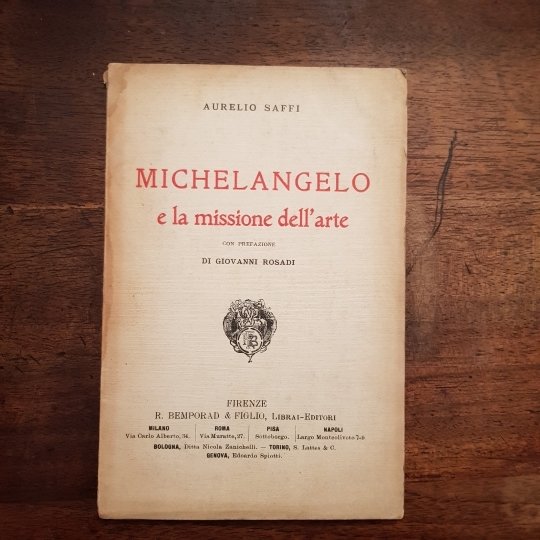 AURELIO SAFFI
MICHELANGELO
e la missione dell'arte
CON PREFAZIONE
DI GIOVANNI ROSADI
FIRENZE
R. BEMPORAD & FIGLIO, LIBRAI-EDITORI
MILANO
Via Carlo Alberto, 34.
ROMA
Via Muratte, 27.
PISA
Sottoborgo.
NAPOLI
Largo Monteoliveto 7-9
BOLOGNA, Ditta Nicola Zanichelli. — TORINO, S. Lattes & C.
GENOVA, Edoardo Spiotti.